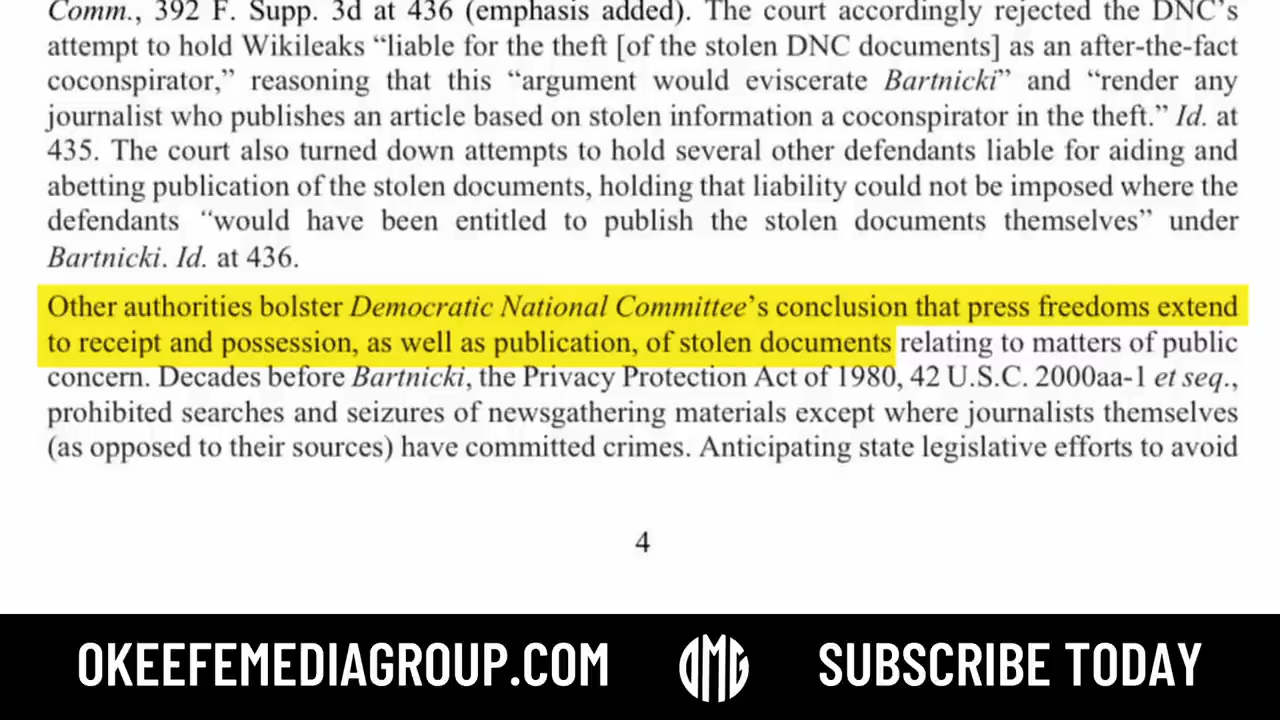 Comm., 392 F. Supp. 3d at 436 (emphasis added). The court accordingly rejected the DNC's
attempt to hold Wikileaks “liable for the theft [of the stolen DNC documents] as an after-the-fact
coconspirator,” reasoning that this “argument would eviscerate Bartnicki” and “render any
journalist who publishes an article based on stolen information a coconspirator in the theft.” Id. at
435. The court also turned down attempts to hold several other defendants liable for aiding and
abetting publication of the stolen documents, holding that liability could not be imposed where the
defendants “would have been entitled to publish the stolen documents themselves” under
Bartnicki. Id. at 436.
Other authorities bolster Democratic National Committee's conclusion that press freedoms extend
to receipt and possession, as well as publication, of stolen documents relating to matters of public
concern. Decades before Bartnicki, the Privacy Protection Act of 1980, 42 U.S.C. 2000aa-1 et seq.,
prohibited searches and seizures of newsgathering materials except where journalists themselves
(as opposed to their sources) have committed crimes. Anticipating state legislative efforts to avoid
4
OKEEFEMEDIAGROUP.COM OMG SUBSCRIBE TODAY